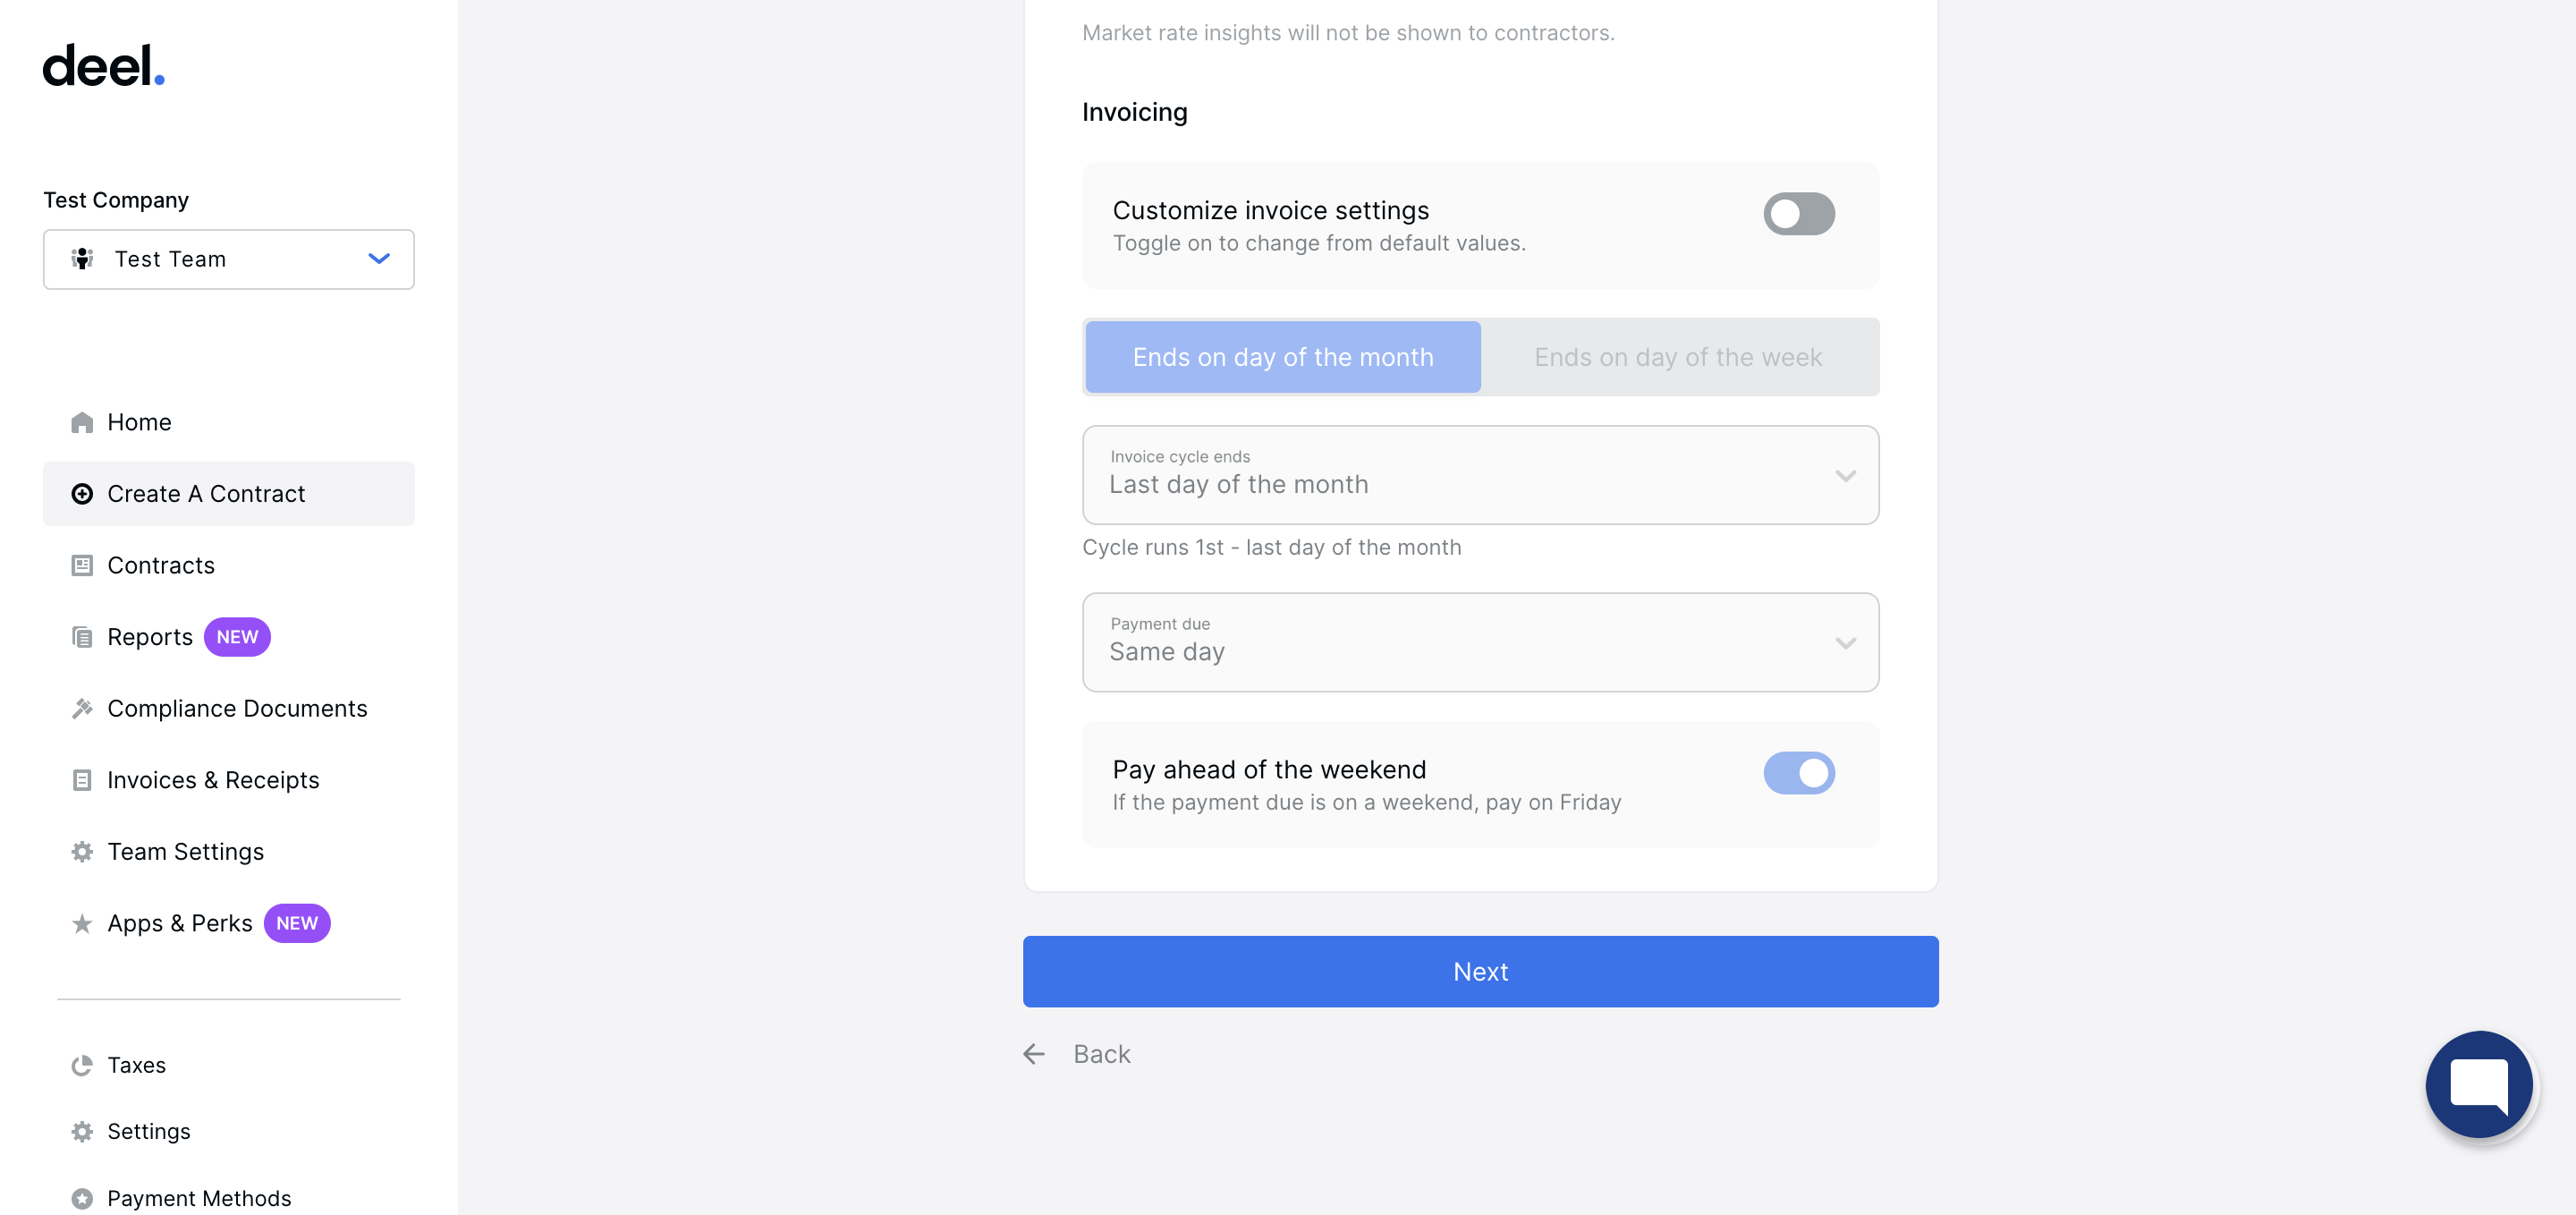 deel.
Test Company
Test Team
Home
Create A Contract
Contracts
Reports NEW
Compliance Documents
Invoices & Receipts
Team Settings
Apps & Perks NEW
Taxes
Settings
Payment Methods
Market rate insights will not be shown to contractors.
Invoicing
Customize invoice settings
Toggle on to change from default values.
Ends on day of the month Ends on day of the week
Invoice cycle ends
Last day of the month
Cycle runs 1st - last day of the month
Payment due
Same day
Pay ahead of the weekend
If the payment due is on a weekend, pay on Friday
Next
Back